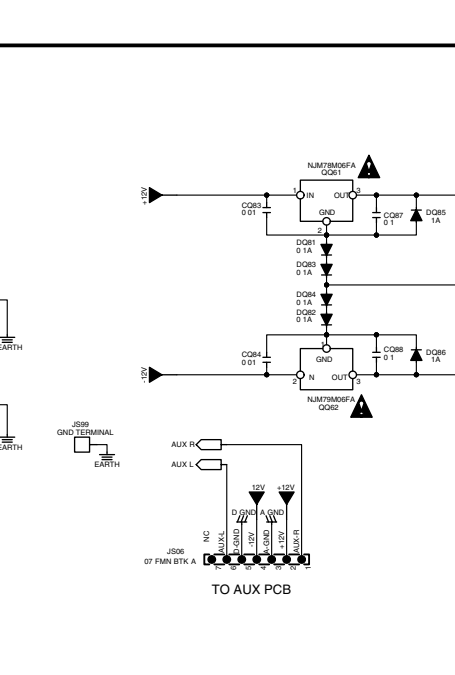 NJM78M06FA
QQ61
+12V
1
IN
OUT
3
GND
2
CQ83
0 01
CQ87
0 1
DQ85
1A
DQ81
0 1A
DQ83
0 1A
DQ84
0 1A
DQ82
0 1A
CQ84
0 01
1
GND
CQ88
0 1
DQ86
1A
-12V
2
N
OUT
3
NJM79M06FA
QQ62
EARTH
EARTH
JS99
GND TERMINAL
EARTH
AUX R
AUX L
12V
+12V
D GND
A GND
NC
AUX-L
D-GND
-12V
A-GND
+12V
AUX-R
JS06
07 FMN BTK A
7
6
5
4
3
2
1
TO AUX PCB